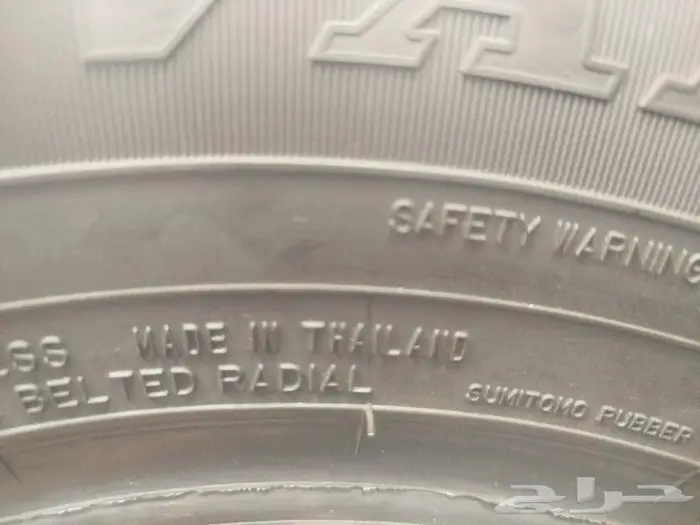 SAFETY WARNING
MADE IN THAILAND
BELTED RADIAL
SUMITOMO RUBBER
حراج